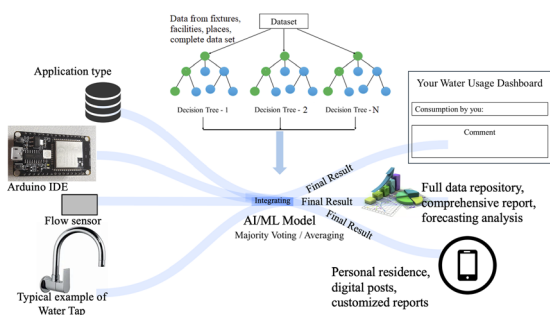 Data from fixtures,
facilities, places,
complete data set
Dataset
Decision Tree - 1
Decision Tree - 2
Decision Tree - N
Application type
Arduino IDE
Flow sensor
Typical example of
Water Tap
Integrating
AI/ML Model
Majority Voting / Averaging
Final Result
Final Result
Final Result
Your Water Usage Dashboard
Consumption by you:
Comment
Full data repository,
comprehensive report,
forecasting analysis
Personal residence,
digital posts,
customized reports